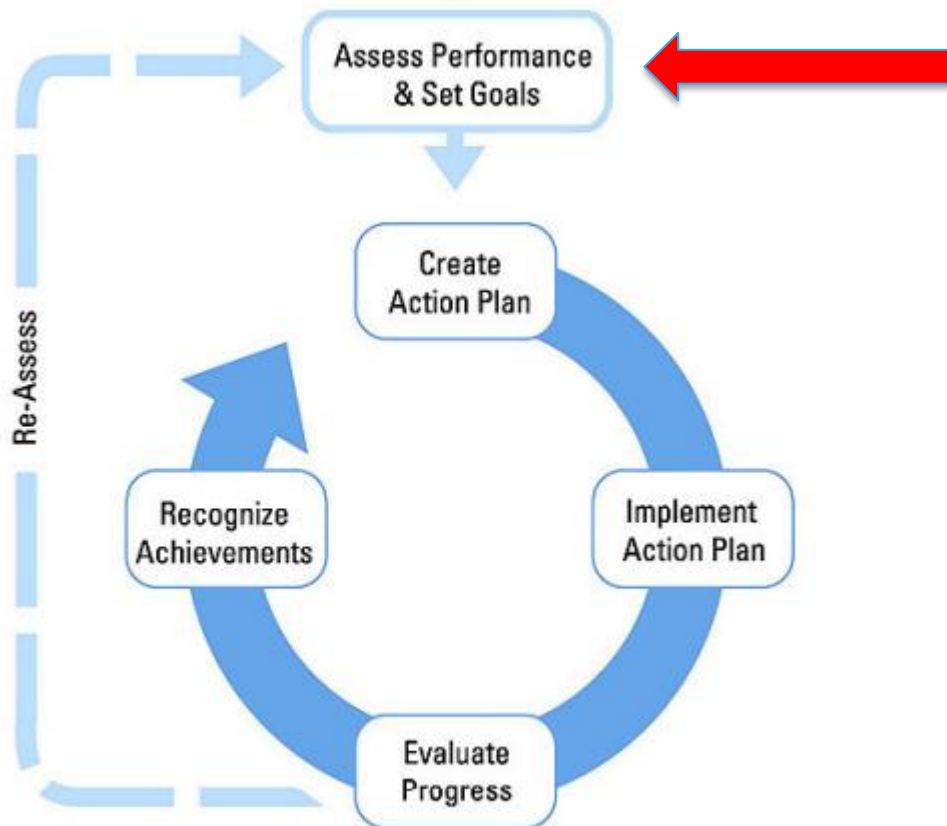 Assess Performance
& Set Goals
Create
Action Plan
Re-Assess
Recognize
Achievements
Implement
Action Plan
Evaluate
Progress